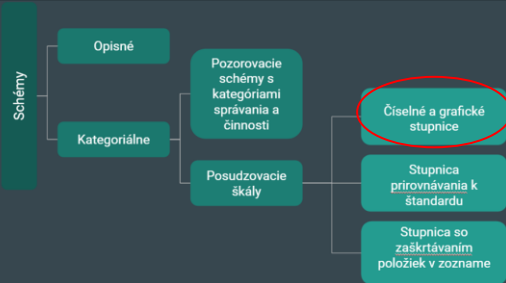 Schémy
Opisné
Kategoriálne
Pozorovacie
schémy s
kategóriami
správania a
činnosti
Posudzovacie
škály
Číselné a grafické
stupnice
Stupnica
prirovnávania k
štandardu
Stupnica so
zaškrtávaním
položiek v zozname